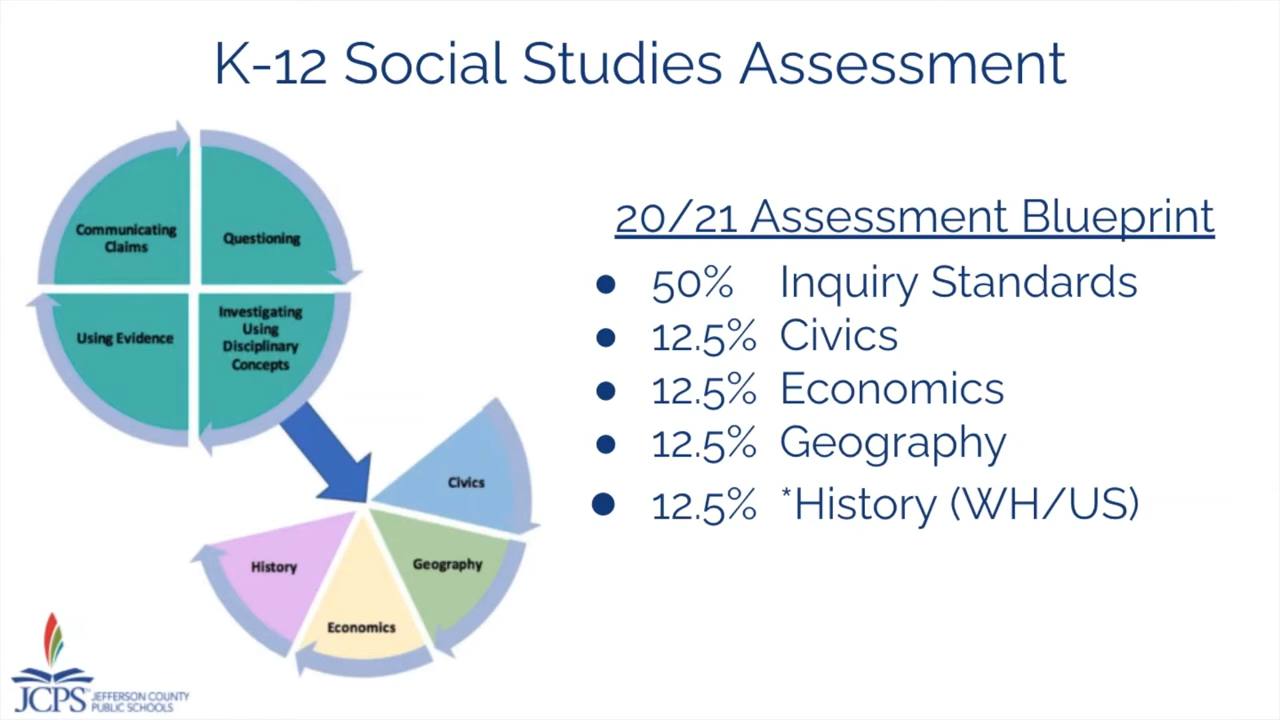 K-12 Social Studies Assessment
Communicating
Claims
Questioning
Using Evidence
Investigating
Using
Disciplinary
Concepts
Civics
Geography
Economics
History
20/21 Assessment Blueprint
● 50% Inquiry Standards
● 12.5% Civics
● 12.5% Economics
● 12.5% Geography
● 12.5% *History (WH/US)
JCPS JEFFERSON COUNTY
PUBLIC SCHOOLS